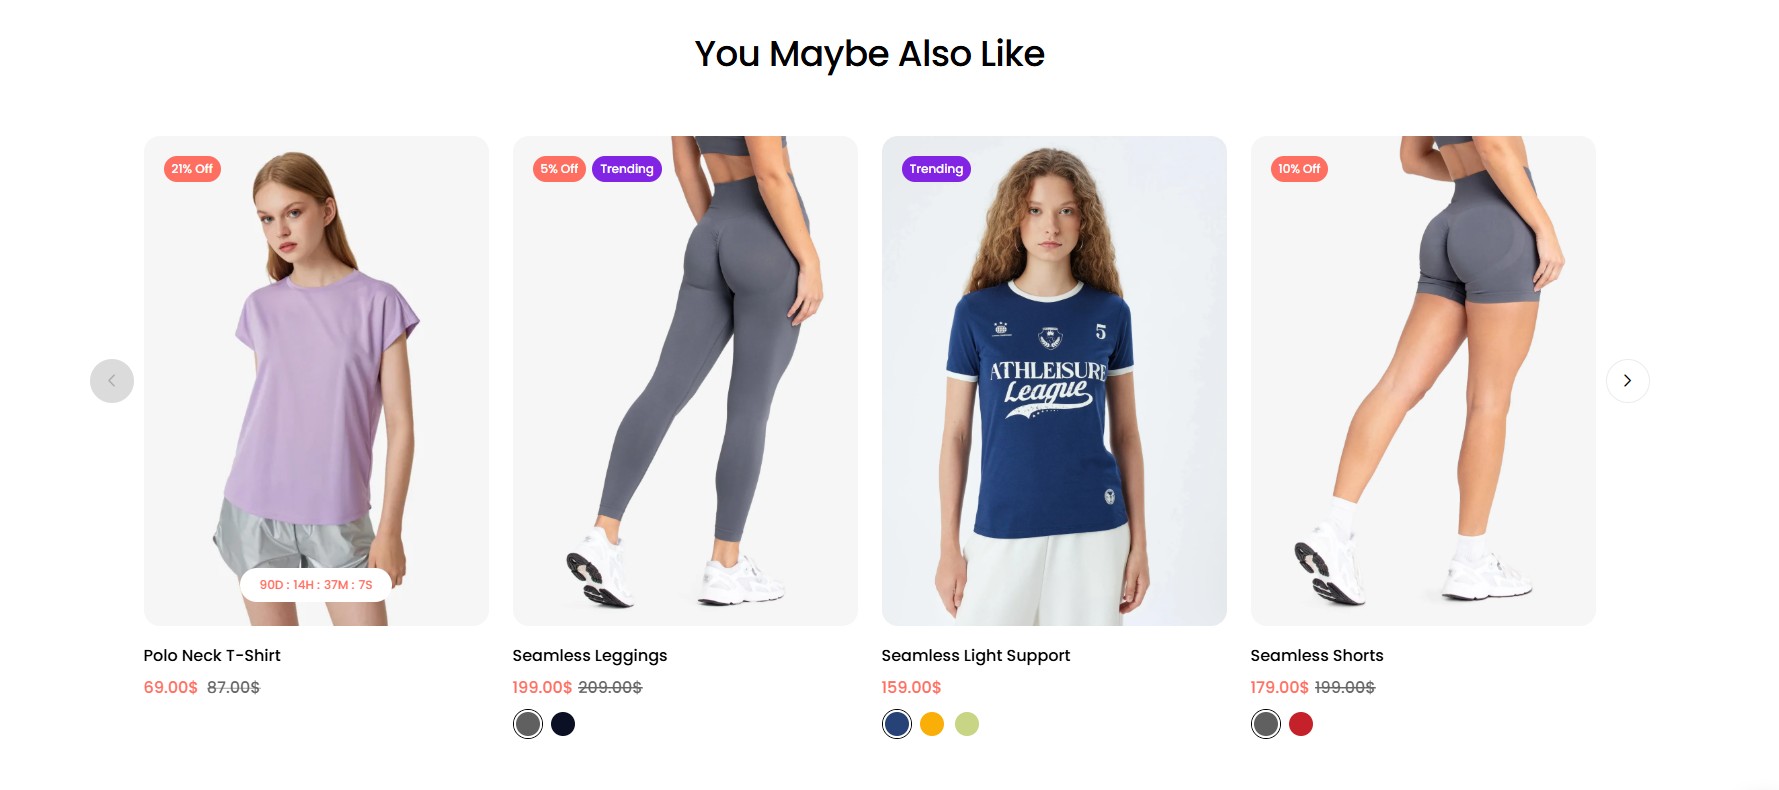 You Maybe Also Like
21% Off
90D : 14H : 37M : 7S
Polo Neck T-Shirt
69.00$ 87.00$
5% Off Trending
Seamless Leggings
199.00$ 209.00$
Trending
5
ATHLEISURE
League
Seamless Light Support
159.00$
10% Off
Seamless Shorts
179.00$ 199.00$